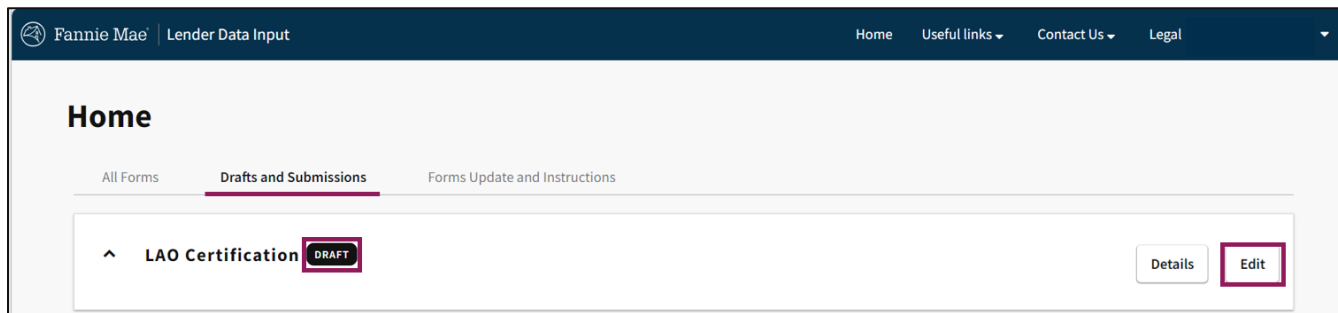 Fannie Mae® Lender Data Input Home Useful links Contact Us Legal
Home
All Forms Drafts and Submissions Forms Update and Instructions
LAO Certification DRAFT Details Edit